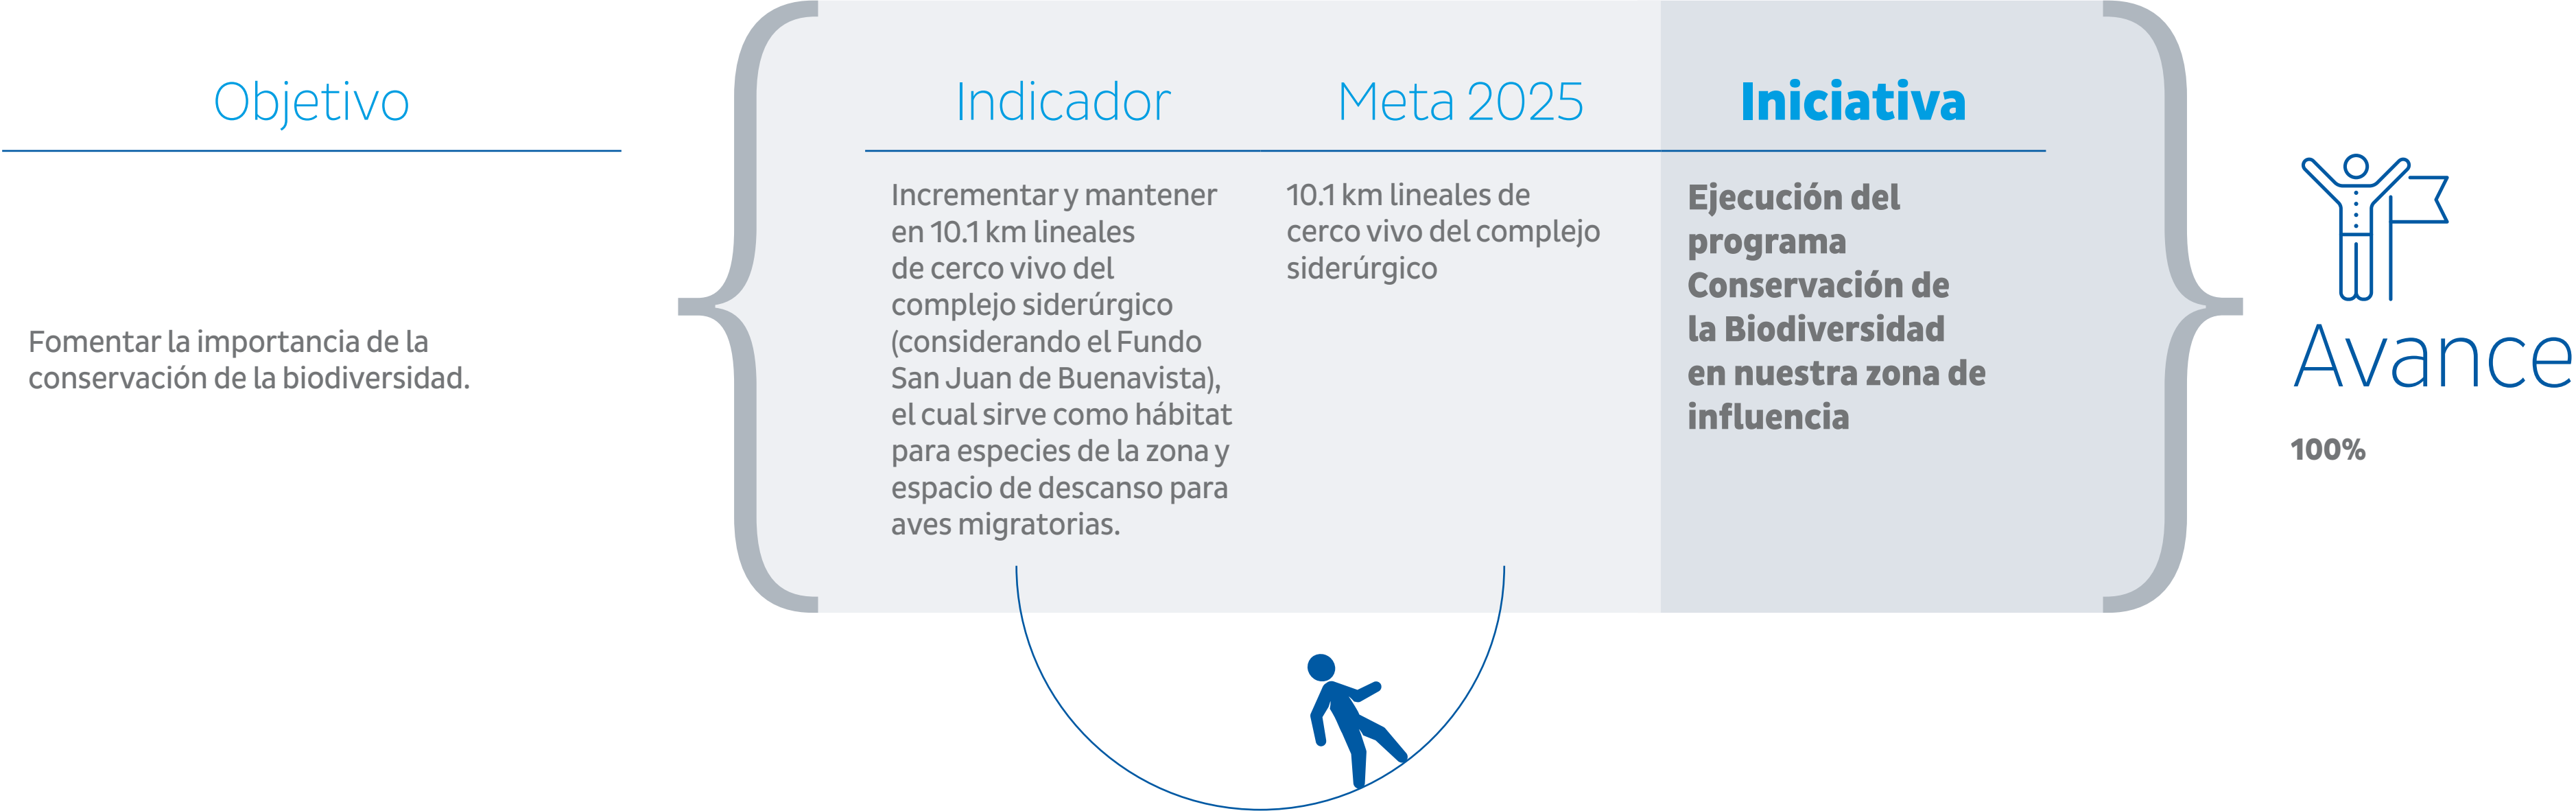 Objetivo
Fomentar la importancia de la
conservación de la biodiversidad.
Indicador
Incrementar y mantener
en 10.1 km lineales
de cerco vivo del
complejo siderúrgico
(considerando el Fundo
San Juan de Buenavista),
el cual sirve como hábitat
para especies de la zona y
espacio de descanso para
aves migratorias.
Meta 2025
10.1 km lineales de
cerco vivo del complejo
siderúrgico
Iniciativa
Ejecución del
programa
Conservación de
la Biodiversidad
en nuestra zona de
influencia
Avance
100%